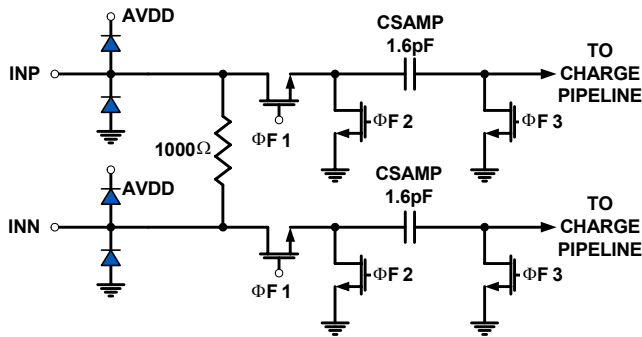 AVDD
CSAMP
1.6pF
TO
CHARGE
PIPELINE
INP
ΦF 1
ΦF 2
ΦF 3
1000Ω
AVDD
CSAMP
1.6pF
TO
CHARGE
PIPELINE
INN
ΦF 1
ΦF 2
ΦF 3